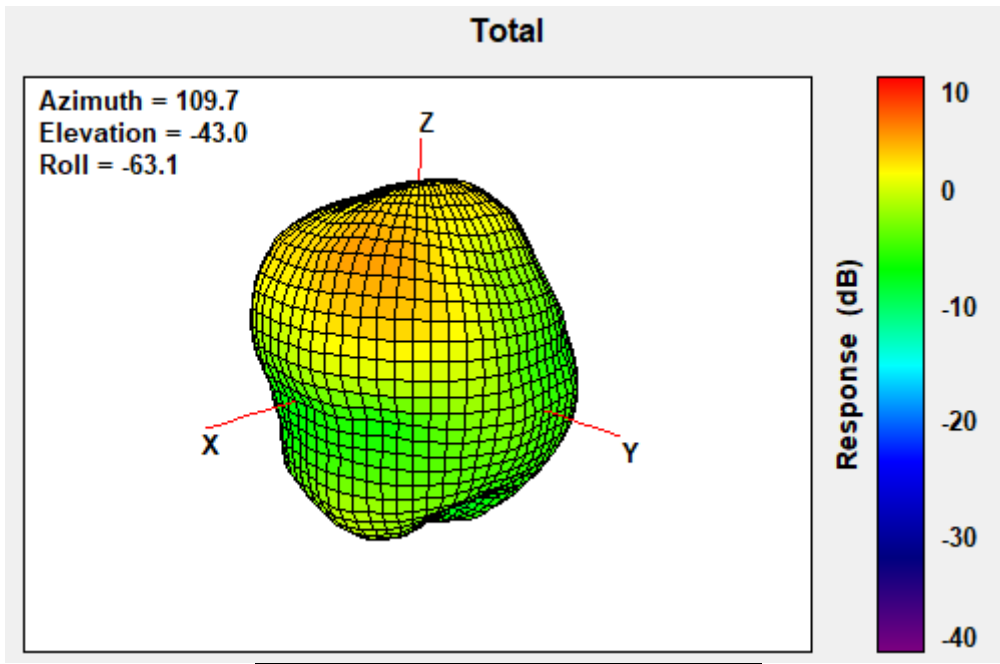 Total
Azimuth = 109.7
Elevation = -43.0
Roll = -63.1
Z
X
Y
10
0
-10
-20
-30
-40
Response (dB)